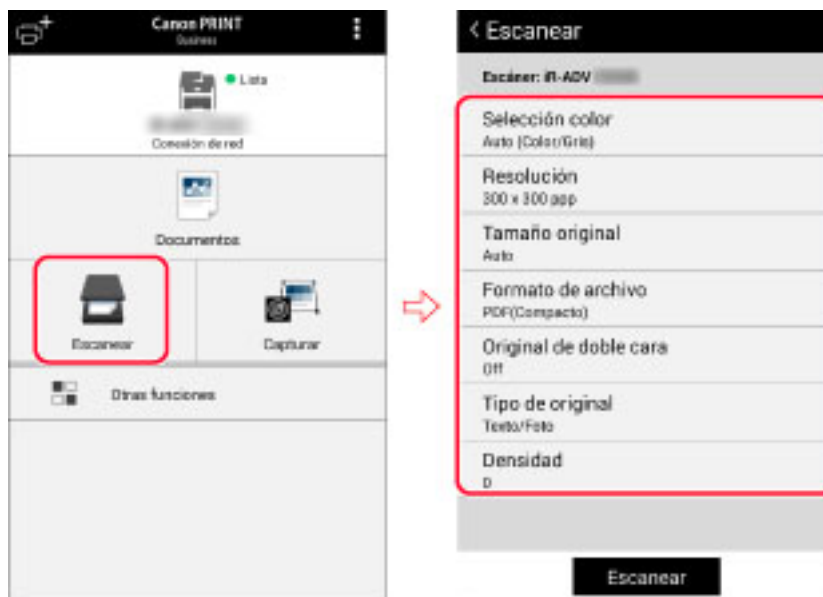 Canon PRINT
Business
Lista
Conexión de red
Documentos
Escanear
Capturar
Otras funciones
< Escanear
Escáner: iR-ADV
Selección color
Auto (Color/Gris)
Resolución
300 x 300 ppp
Tamaño original
Auto
Formato de archivo
PDF(Compacto)
Original de doble cara
Off
Tipo de original
Texto/Foto
Densidad
0
Escanear